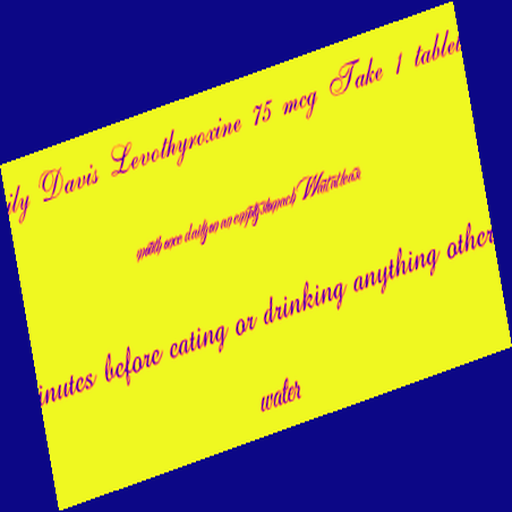 ily Davis Levothyroxine 75 mcg Take 1 tablet
mouth once daily on an empty stomach Wait at least
inutes before eating or drinking anything other
water